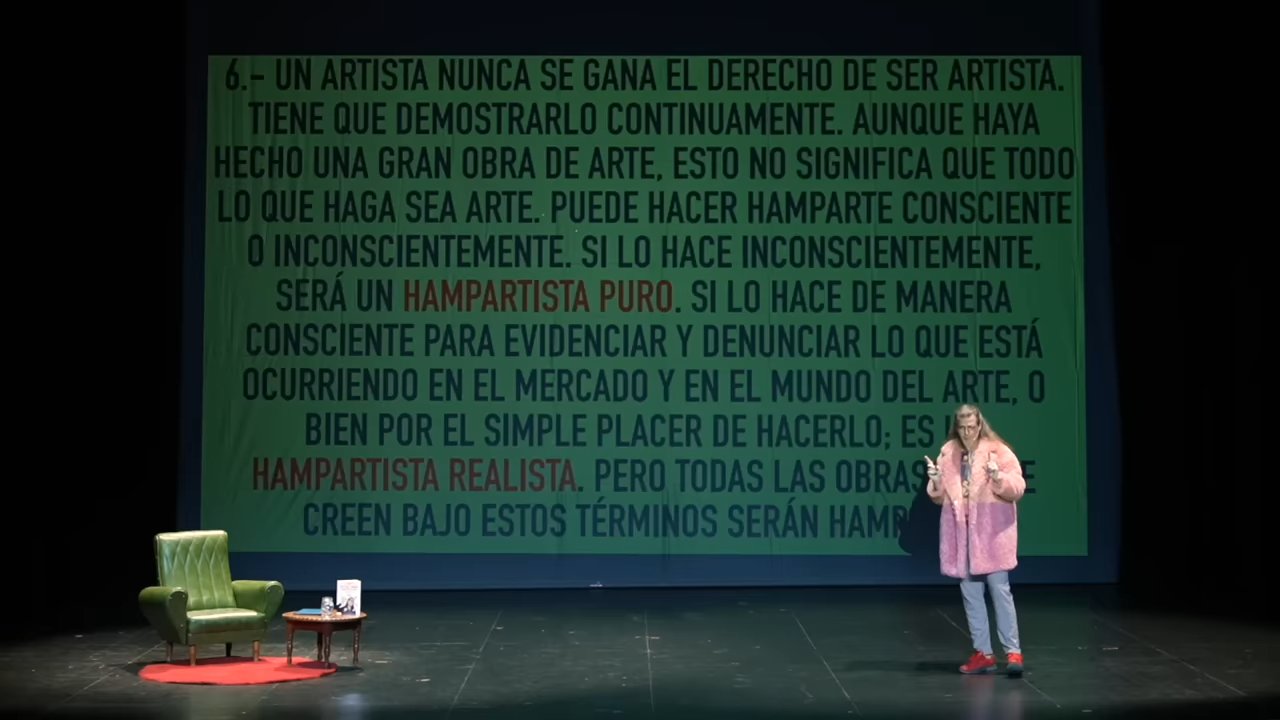 6.- UN ARTISTA NUNCA SE GANA EL DERECHO DE SER ARTISTA.
TIENE QUE DEMOSTRARLO CONTINUAMENTE. AUNQUE HAYA
HECHO UNA GRAN OBRA DE ARTE, ESTO NO SIGNIFICA QUE TODO
LO QUE HAGA SEA ARTE. PUEDE HACER HAMPARTE CONSCIENTE
O INCONSCIENTEMENTE. SI LO HACE INCONSCIENTEMENTE,
SERÁ UN HAMPARTISTA PURO. SI LO HACE DE MANERA
CONSCIENTE PARA EVIDENCIAR Y DENUNCIAR LO QUE ESTÁ
OCURRIENDO EN EL MERCADO Y EN EL MUNDO DEL ARTE, O
BIEN POR EL SIMPLE PLACER DE HACERLO; ES
HAMPARTISTA REALISTA. PERO TODAS LAS OBRAS
CREEN BAJO ESTOS TÉRMINOS SERÁN